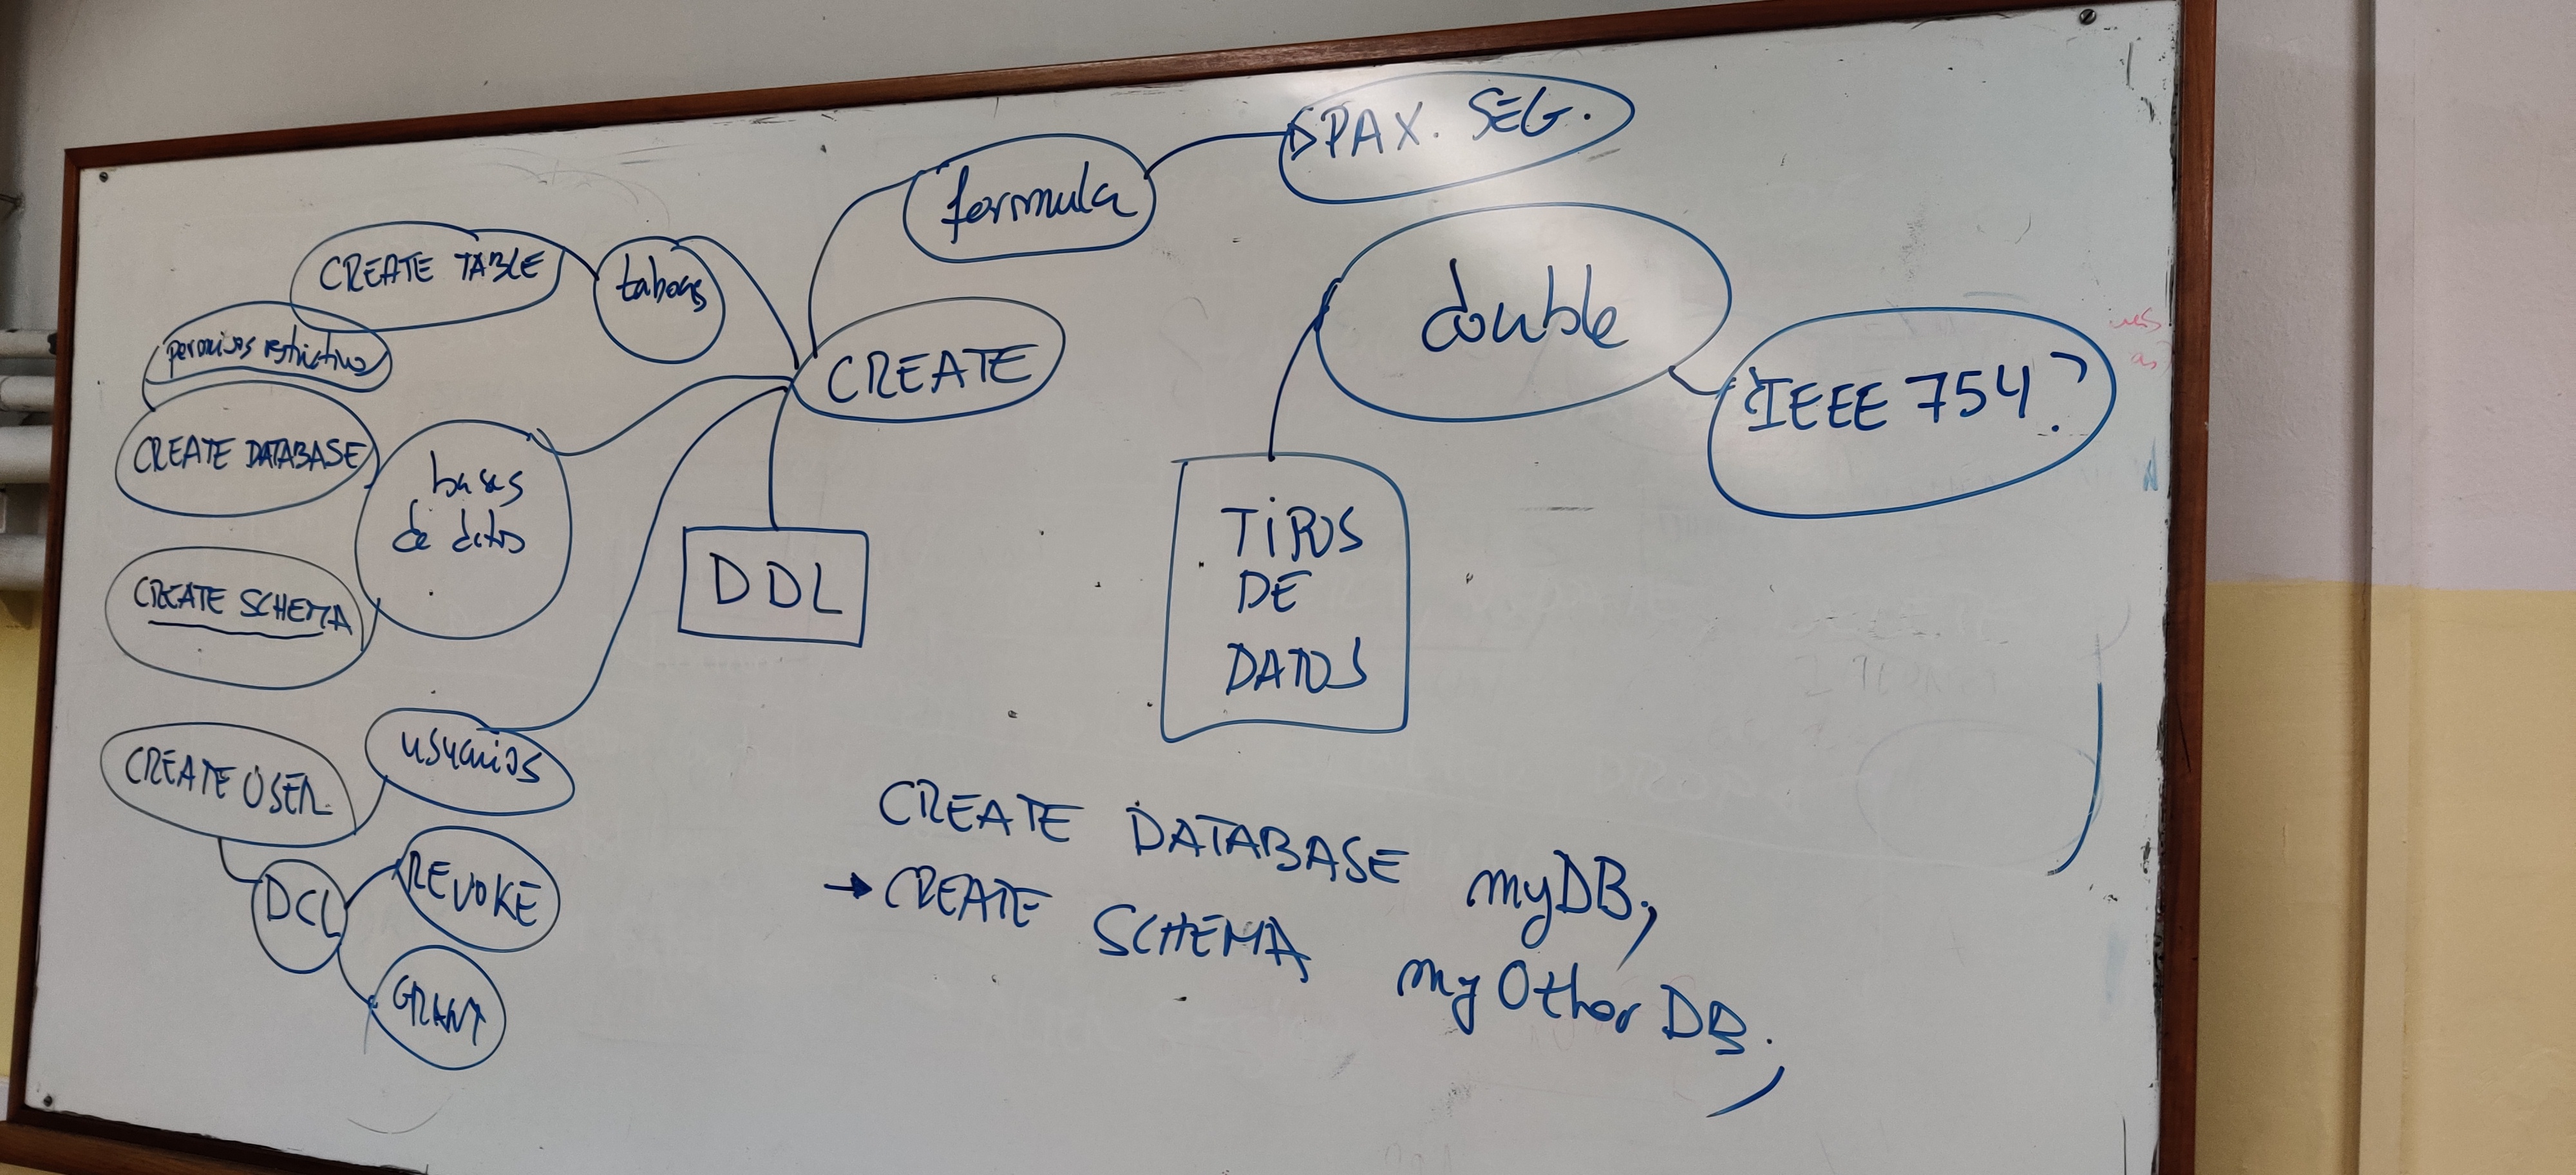 PAX. SEG.
formula
CREATE TABLE
taboas
permisos restrictivos
CREATE
double
¿IEEE 754?
CREATE DATABASE
bases
de datos
CREATE SCHEMA
DDL
TIPOS
DE
DATOS
CREATE USER
usuarios
DCL
REVOKE
GRANT
CREATE DATABASE myDB;
→ CREATE SCHEMA myOtherDB;